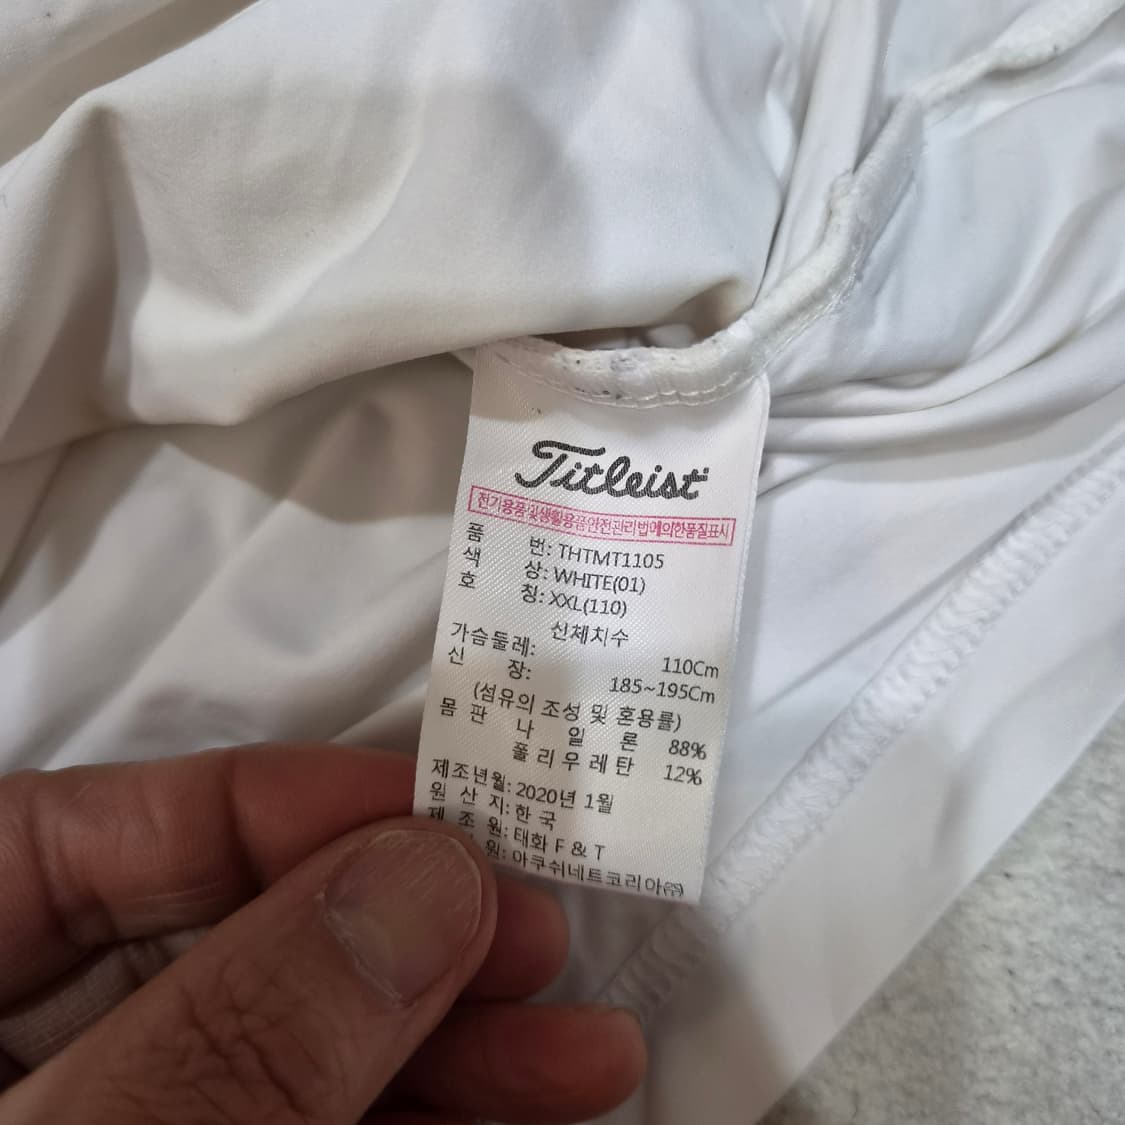 Titleist
전기용품및생활용품안전관리법에의한품질표시
품 번: THTMT1105
색 상: WHITE(01)
호 칭: XXL(110)
신체치수
가슴둘레: 110Cm
신 장: 185~195Cm
(섬유의 조성 및 혼용률)
몸 판 나 일 론 88%
폴 리 우 레 탄 12%
제조년월: 2020년 1월
원 산 지: 한 국
제 조 원: 태화 F & T
원: 아쿠쉬네트코리아(주)